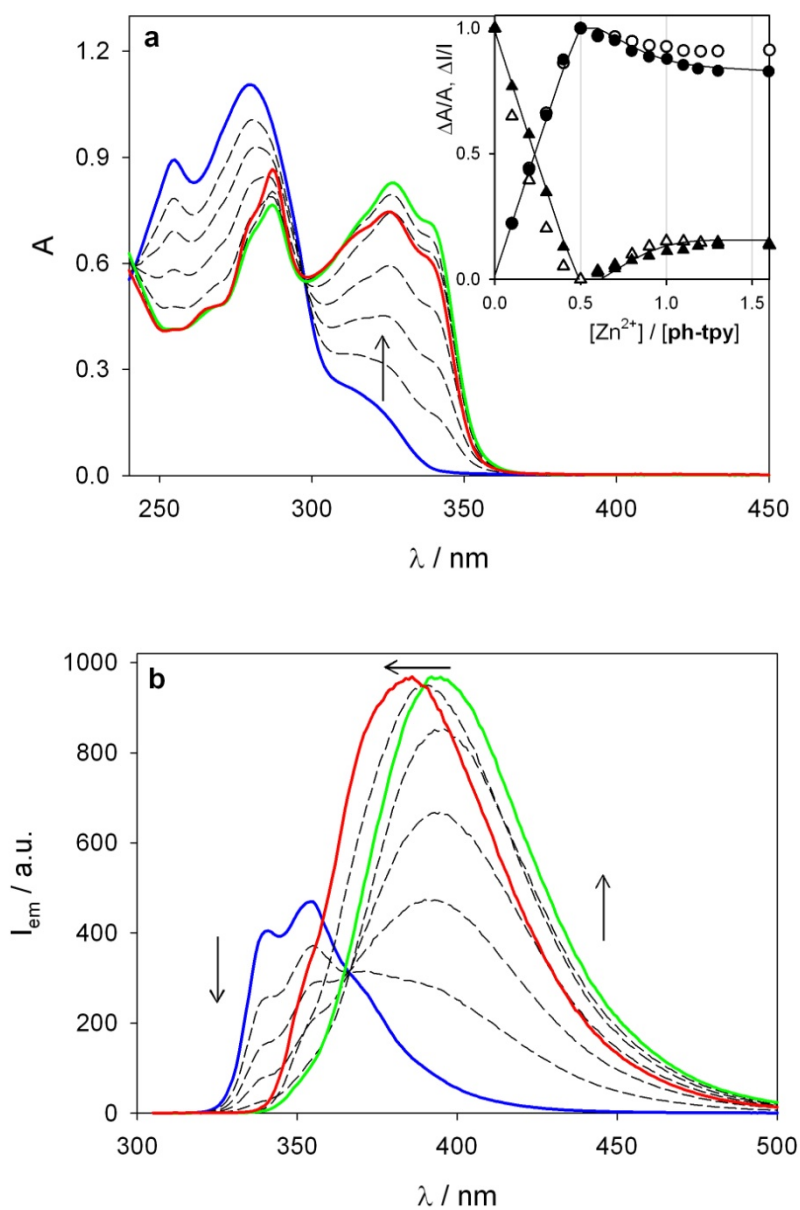 a
1.2
0.9
0.6
0.3
0.0
A
250 300 350 400 450
λ / nm
1.0
0.5
0.0
ΔA/A, ΔI/I
0.0 0.5 1.0 1.5
[Zn²⁺] / [ph-tpy]
b
1000
800
600
400
200
0
I_em / a.u.
300 350 400 450 500
λ / nm